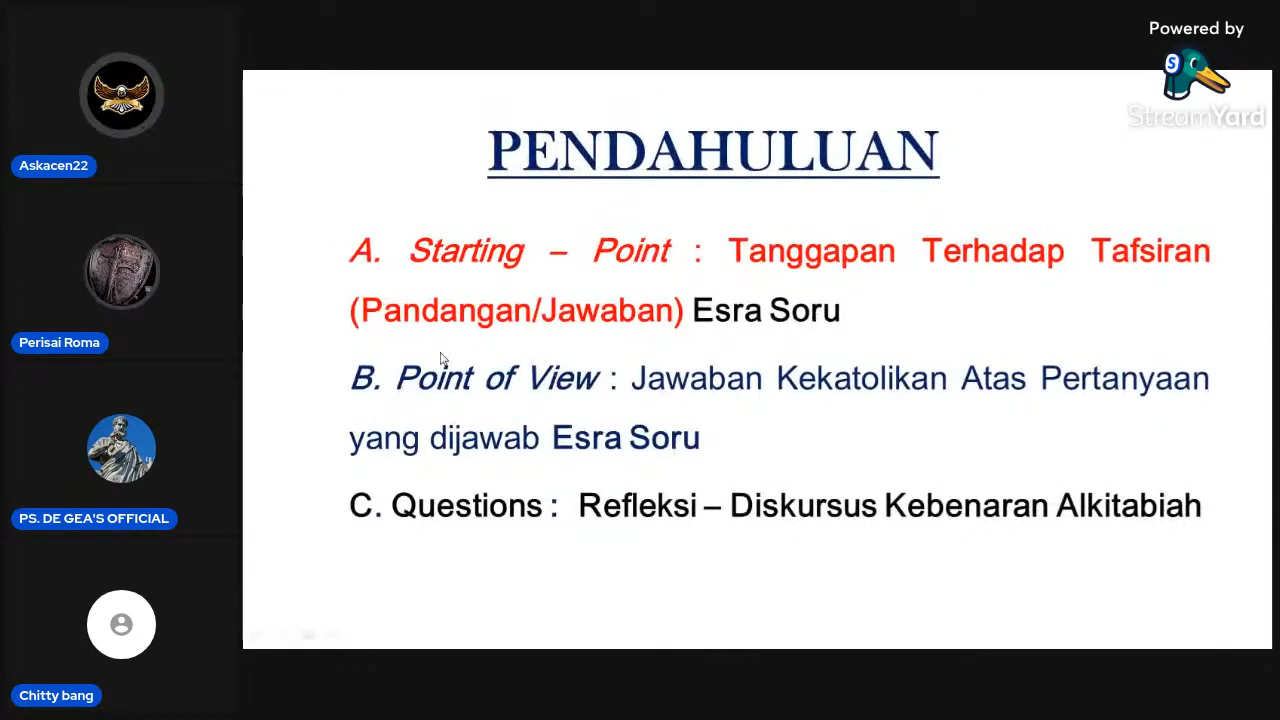 Powered by
StreamYard
Askacen22
Perisai Roma
PS. DE GEA'S OFFICIAL
Chitty bang
PENDAHULUAN
A. Starting – Point : Tanggapan Terhadap Tafsiran
(Pandangan/Jawaban) Esra Soru
B. Point of View : Jawaban Kekatolikan Atas Pertanyaan
yang dijawab Esra Soru
C. Questions : Refleksi – Diskursus Kebenaran Alkitabiah